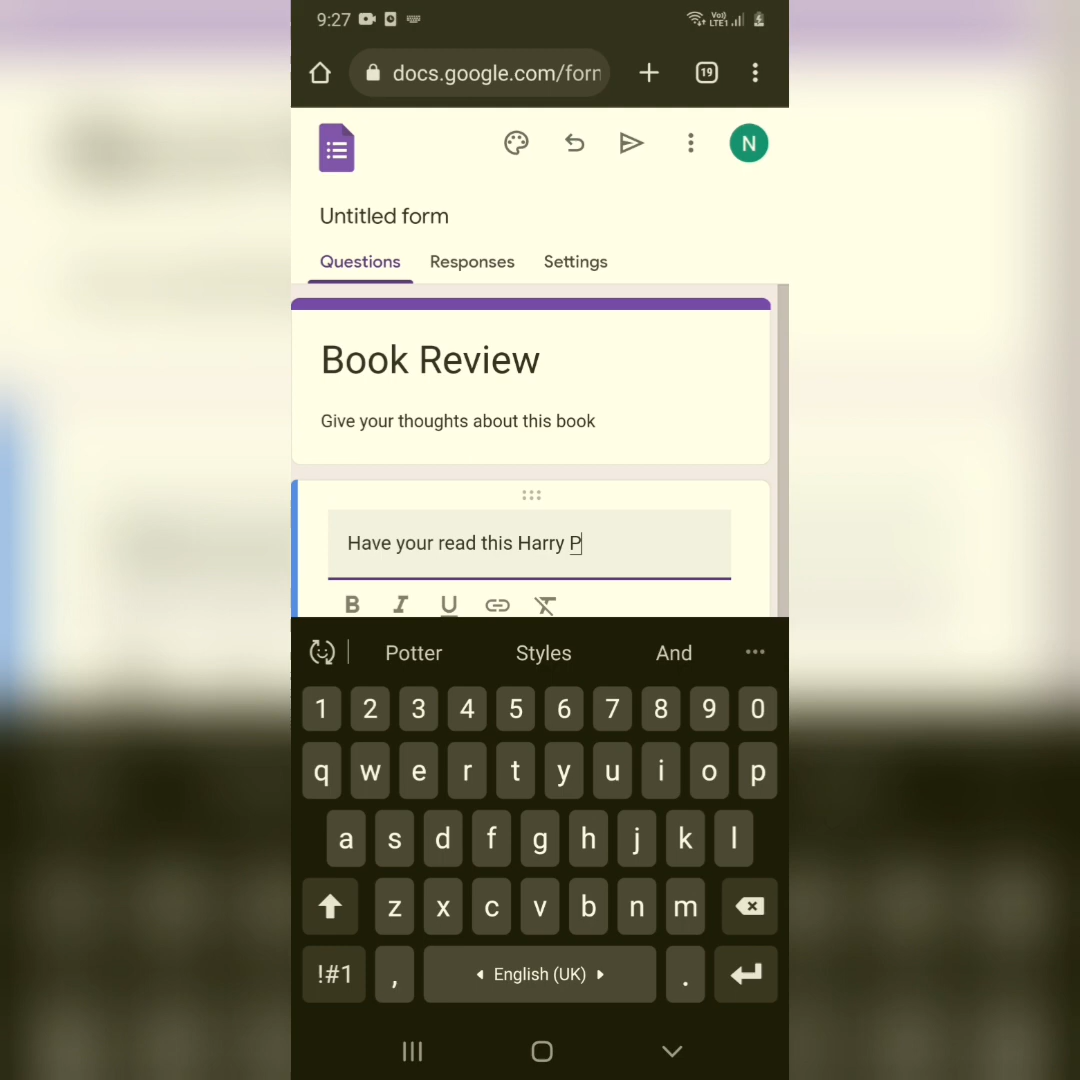 9:27 Vo) LTE1
docs.google.com/forn 19
N
Untitled form
Questions Responses Settings
Book Review
Give your thoughts about this book
Have your read this Harry P
B I U
Potter Styles And
1 2 3 4 5 6 7 8 9 0
q w e r t y u i o p
a s d f g h j k l
z x c v b n m
!#1 , English (UK) .